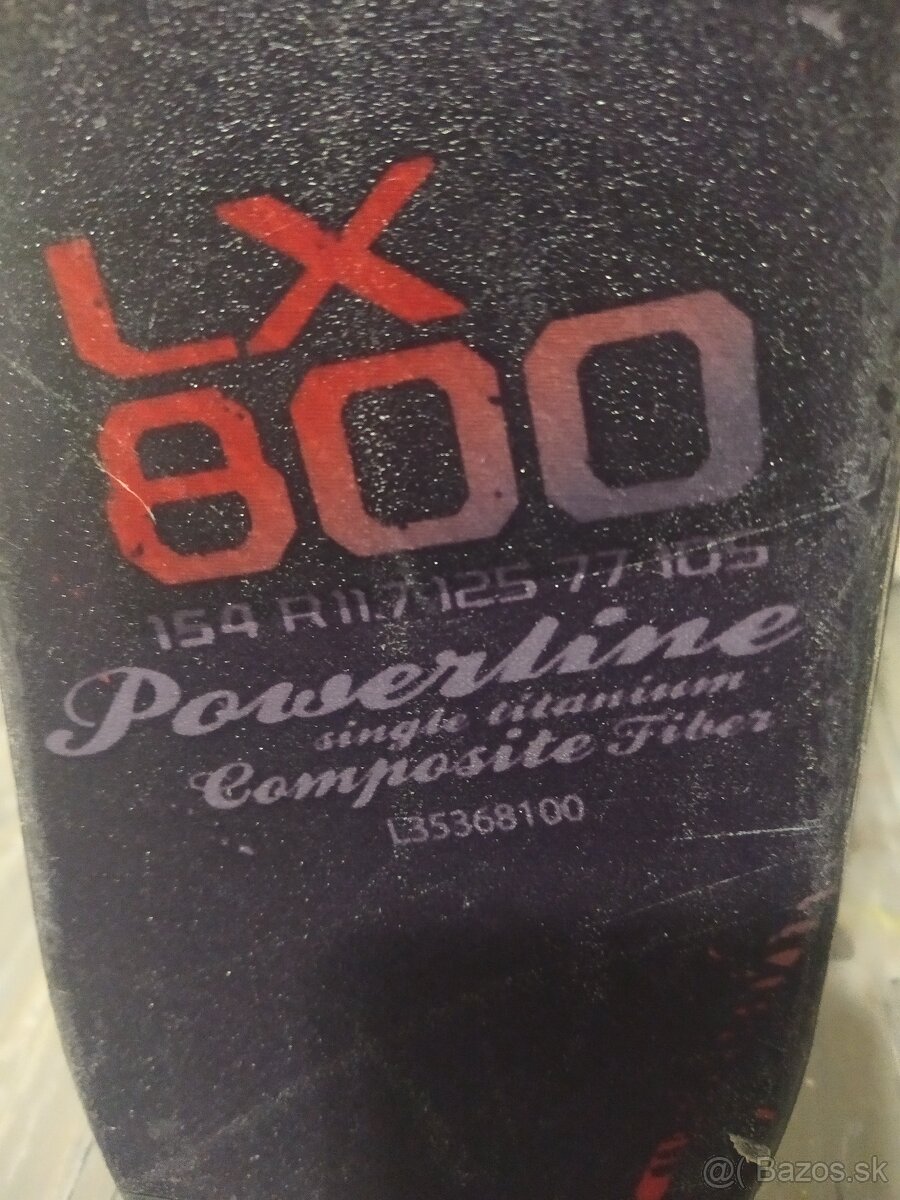 LX
800
154 R11.7 125 77 105
Powerline
single titanium
Composite Fiber
L35368100
@( Bazos.sk